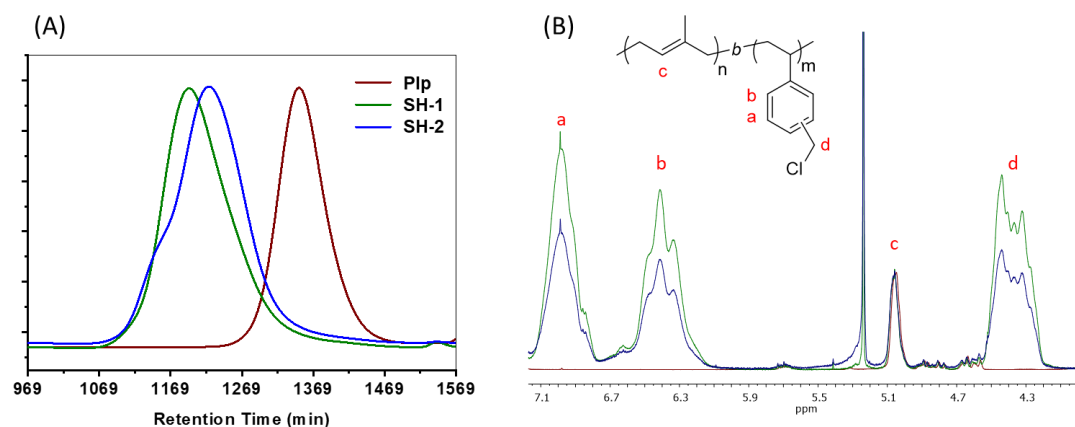 (A)
PIp
SH-1
SH-2
969 1069 1169 1269 1369 1469 1569
Retention Time (min)
(B)
n
b
m
c
b
a
d
Cl
a
b
c
d
7.1 6.7 6.3 5.9 5.5 5.1 4.7 4.3
ppm